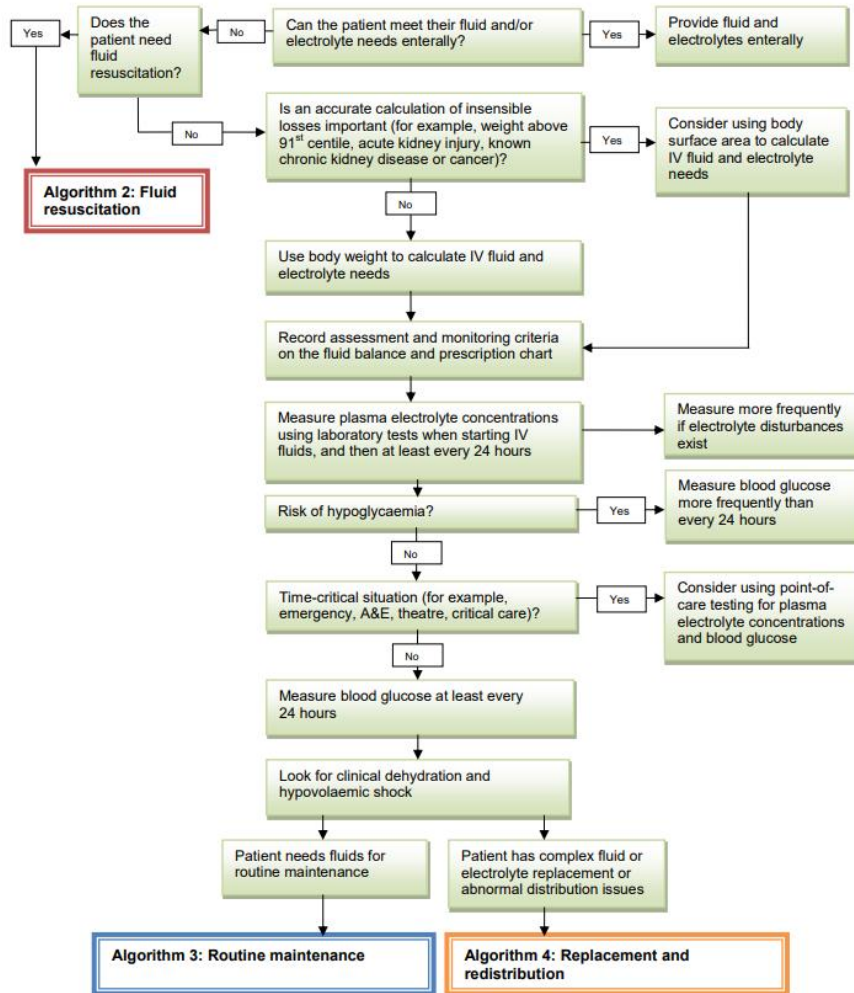 Does the
patient need
fluid
resuscitation?
Yes
No
Can the patient meet their fluid and/or
electrolyte needs enterally?
Yes
Provide fluid and
electrolytes enterally
No
Is an accurate calculation of insensible
losses important (for example, weight above
91st centile, acute kidney injury, known
chronic kidney disease or cancer)?
Yes
Consider using body
surface area to calculate
IV fluid and electrolyte
needs
Algorithm 2: Fluid
resuscitation
No
Use body weight to calculate IV fluid and
electrolyte needs
Record assessment and monitoring criteria
on the fluid balance and prescription chart
Measure plasma electrolyte concentrations
using laboratory tests when starting IV
fluids, and then at least every 24 hours
Measure more frequently
if electrolyte disturbances
exist
Risk of hypoglycaemia?
Yes
Measure blood glucose
more frequently than
every 24 hours
No
Time-critical situation (for example,
emergency, A&E, theatre, critical care)?
Yes
Consider using point-of-
care testing for plasma
electrolyte concentrations
and blood glucose
No
Measure blood glucose at least every
24 hours
Look for clinical dehydration and
hypovolaemic shock
Patient needs fluids for
routine maintenance
Patient has complex fluid or
electrolyte replacement or
abnormal distribution issues
Algorithm 3: Routine maintenance
Algorithm 4: Replacement and
redistribution